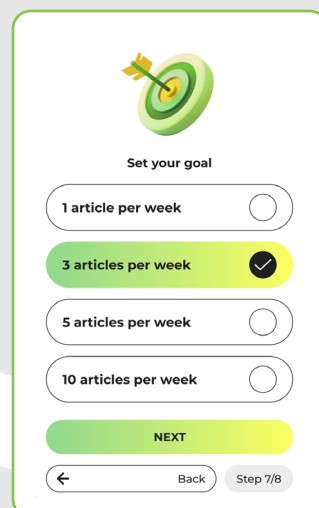 Set your goal
1 article per week
3 articles per week
5 articles per week
10 articles per week
NEXT
Back
Step 7/8